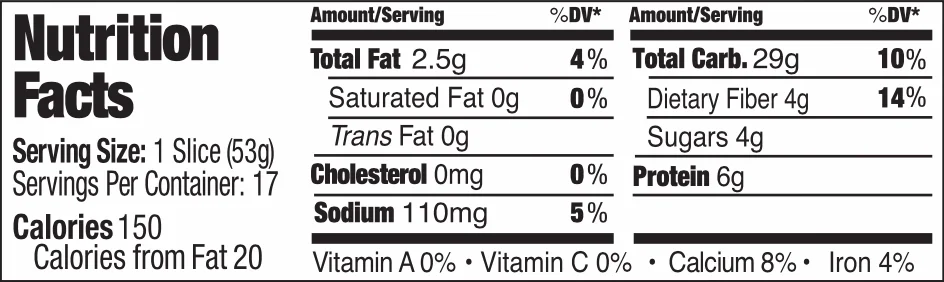 Nutrition
Facts
Serving Size: 1 Slice (53g)
Servings Per Container: 17
Calories 150
Calories from Fat 20
Amount/Serving %DV*
Total Fat 2.5g 4%
Saturated Fat 0g 0%
Trans Fat 0g
Cholesterol 0mg 0%
Sodium 110mg 5%
Amount/Serving %DV*
Total Carb. 29g 10%
Dietary Fiber 4g 14%
Sugars 4g
Protein 6g
Vitamin A 0% • Vitamin C 0% • Calcium 8% • Iron 4%